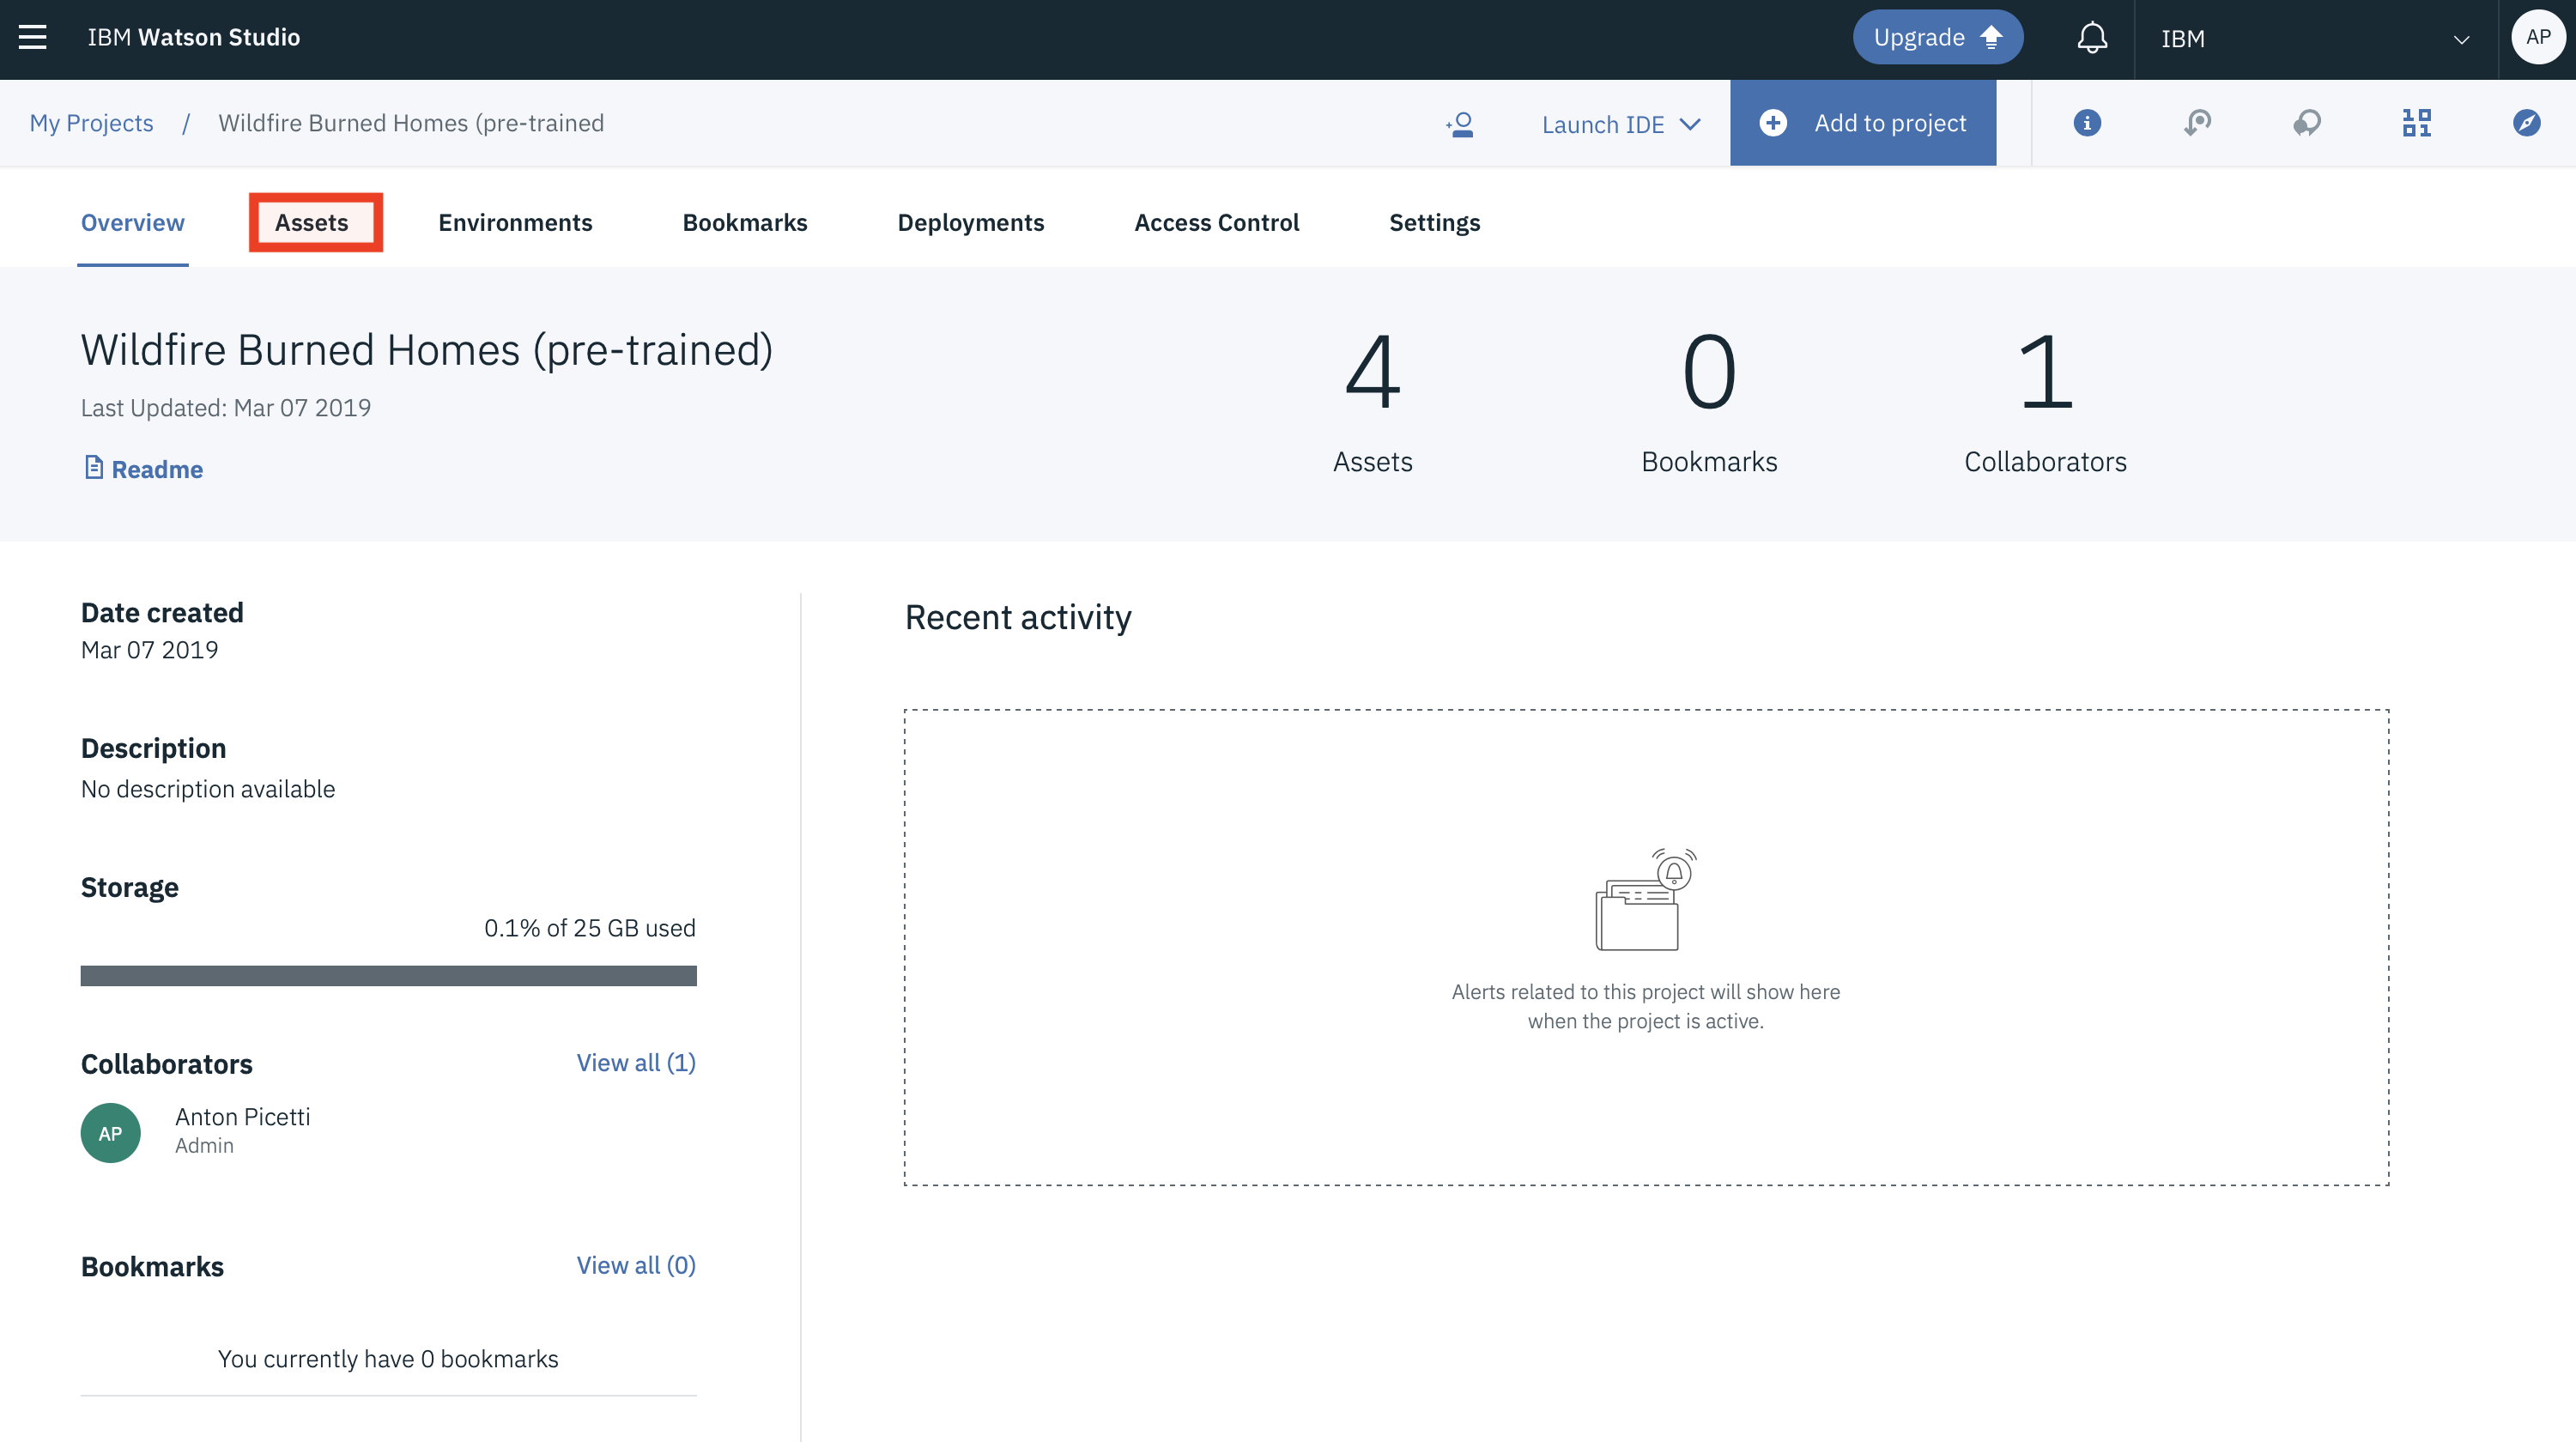 IBM Watson Studio
Upgrade
IBM
AP
My Projects / Wildfire Burned Homes (pre-trained
Launch IDE
Add to project
Overview
Assets
Environments
Bookmarks
Deployments
Access Control
Settings
Wildfire Burned Homes (pre-trained)
Last Updated: Mar 07 2019
Readme
4
Assets
0
Bookmarks
1
Collaborators
Date created
Mar 07 2019
Description
No description available
Storage
0.1% of 25 GB used
Collaborators
View all (1)
AP
Anton Picetti
Admin
Bookmarks
View all (0)
You currently have 0 bookmarks
Recent activity
Alerts related to this project will show here
when the project is active.